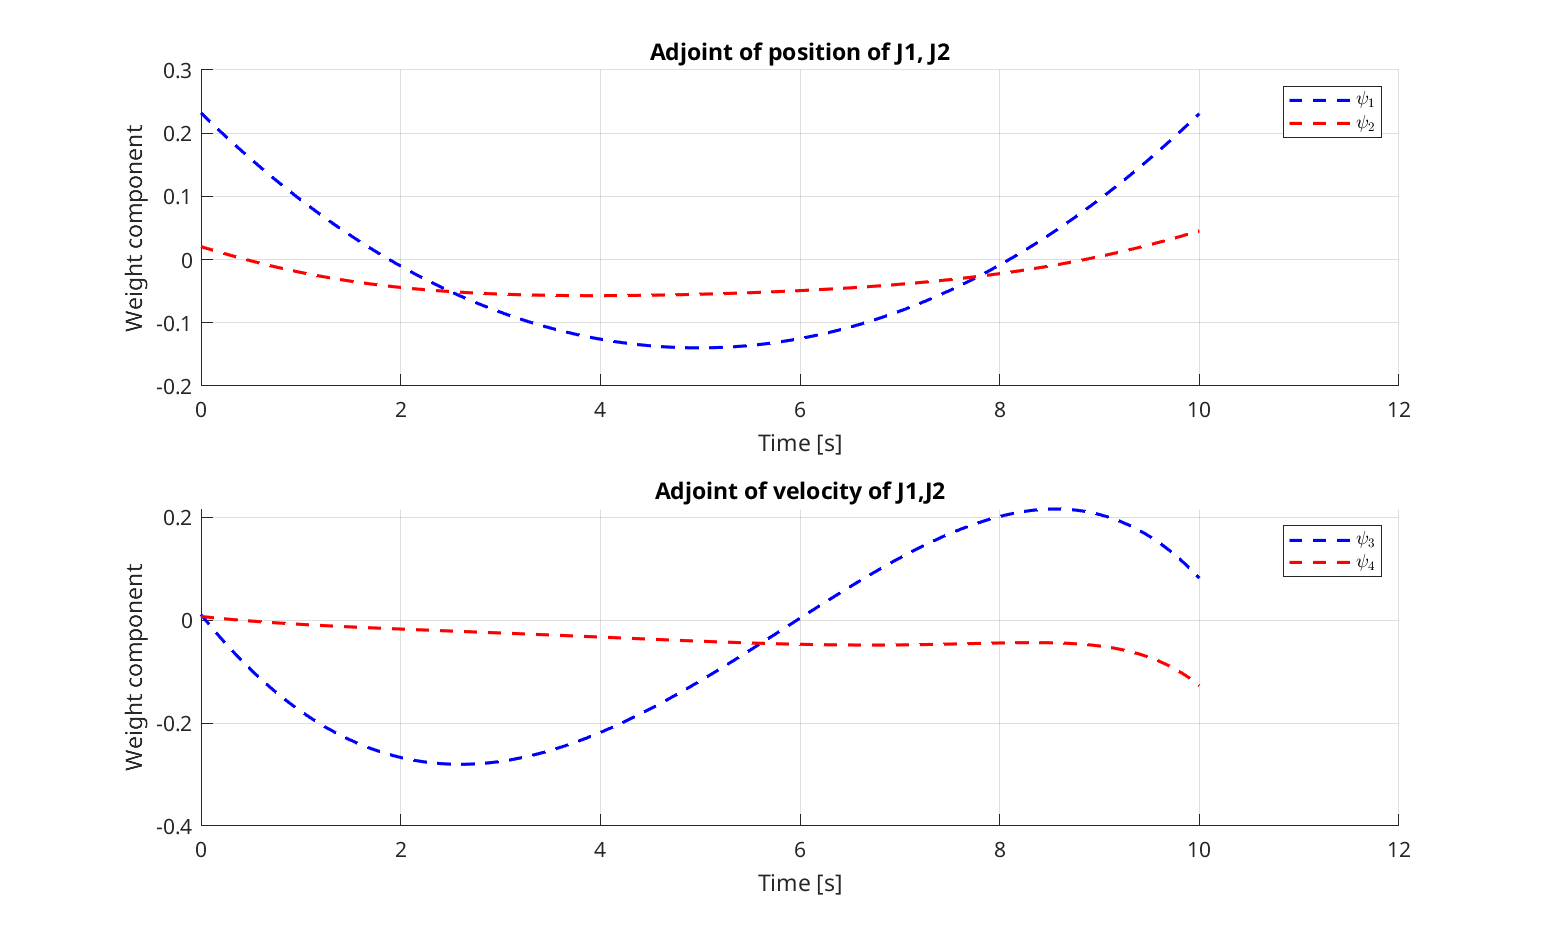 Adjoint of position of J1, J2
Weight component
0.3
0.2
0.1
0
-0.1
-0.2
0 2 4 6 8 10 12
Time [s]
ψ1
ψ2
Adjoint of velocity of J1,J2
Weight component
0.2
0
-0.2
-0.4
0 2 4 6 8 10 12
Time [s]
ψ3
ψ4